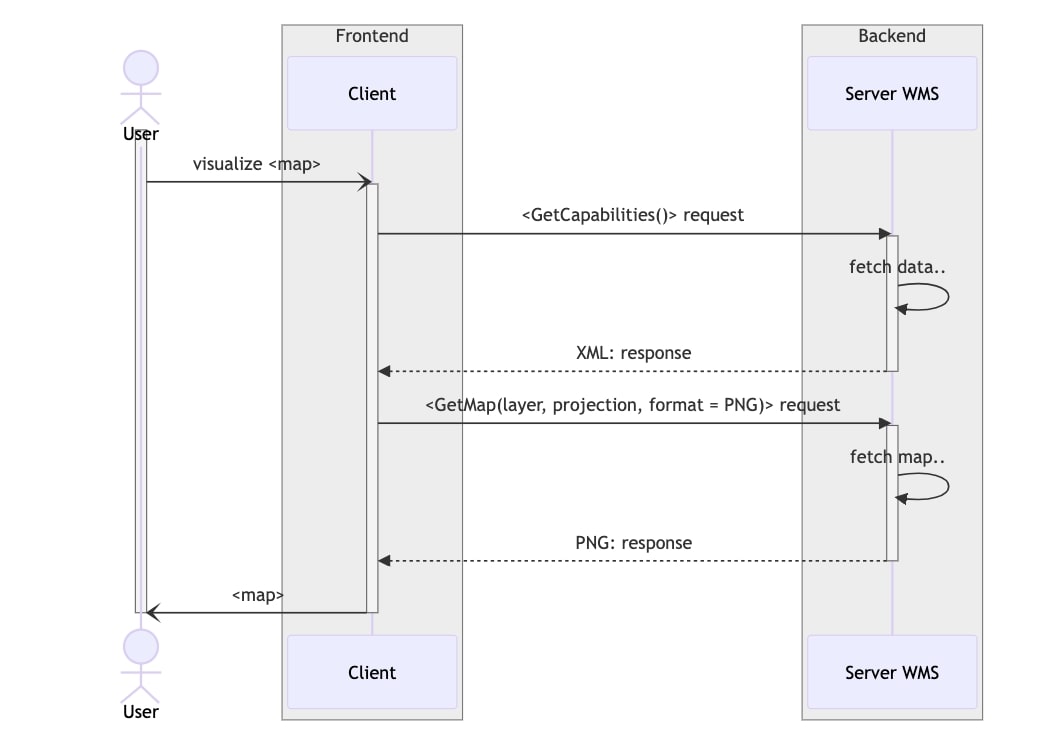 Frontend
Backend
Client
Server WMS
User
visualize <map>
<GetCapabilities()> request
fetch data..
XML: response
<GetMap(layer, projection, format = PNG)> request
fetch map..
PNG: response
<map>
Client
Server WMS
User